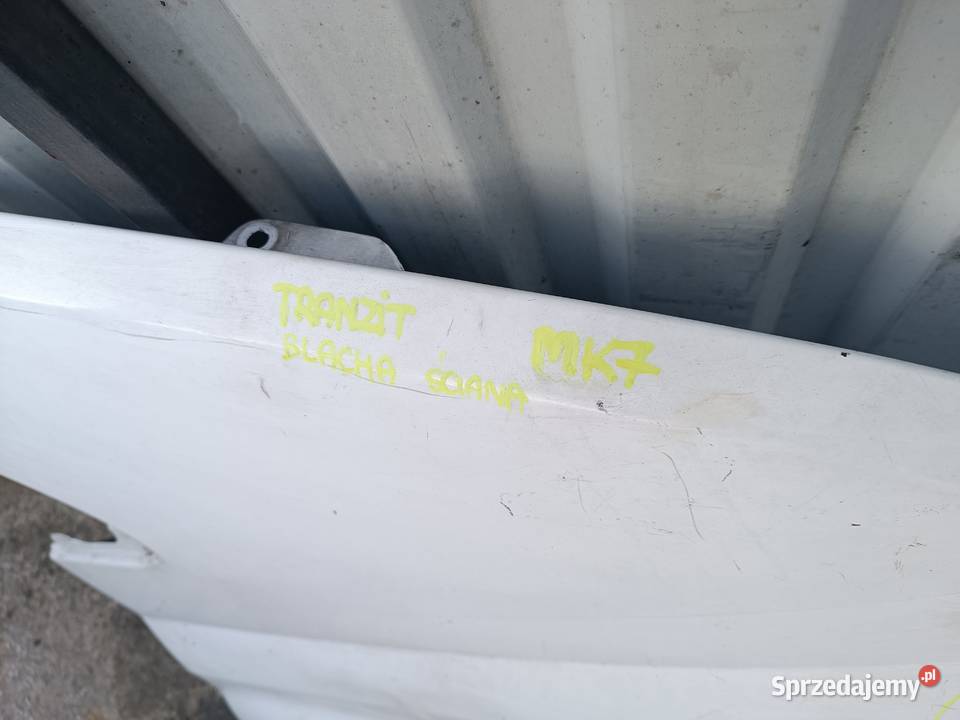 TRANZiT
BLACHA ŚCIANA
MK7
Sprzedajemy.pl